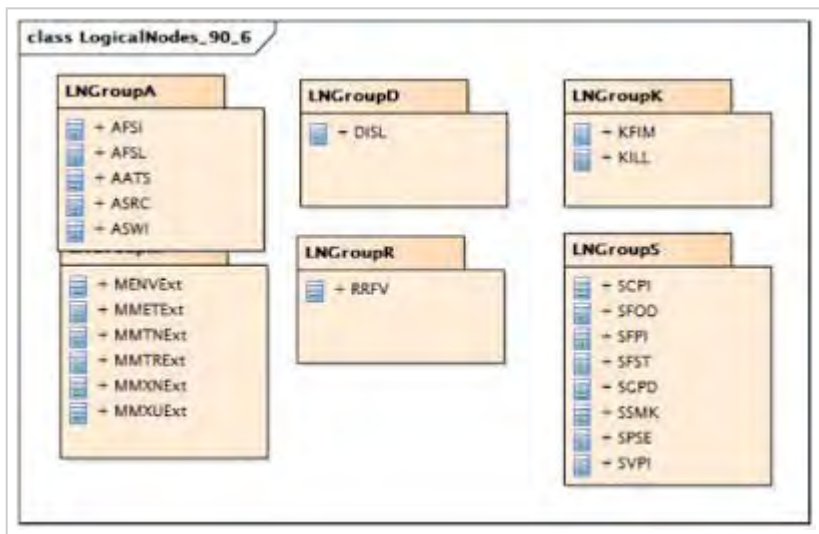 class LogicalNodes_90_6
LNGroupA
+ AFSI
+ AFSL
+ AATS
+ ASRC
+ ASWI
LNGroupD
+ DISL
LNGroupK
+ KFIM
+ KILL
+ MENVExt
+ MMETExt
+ MMTNExt
+ MMTRExt
+ MMXNExt
+ MMXUExt
LNGroupR
+ RRFV
LNGroupS
+ SCPI
+ SFOD
+ SFPI
+ SFST
+ SGPD
+ SSMK
+ SPSE
+ SVPI